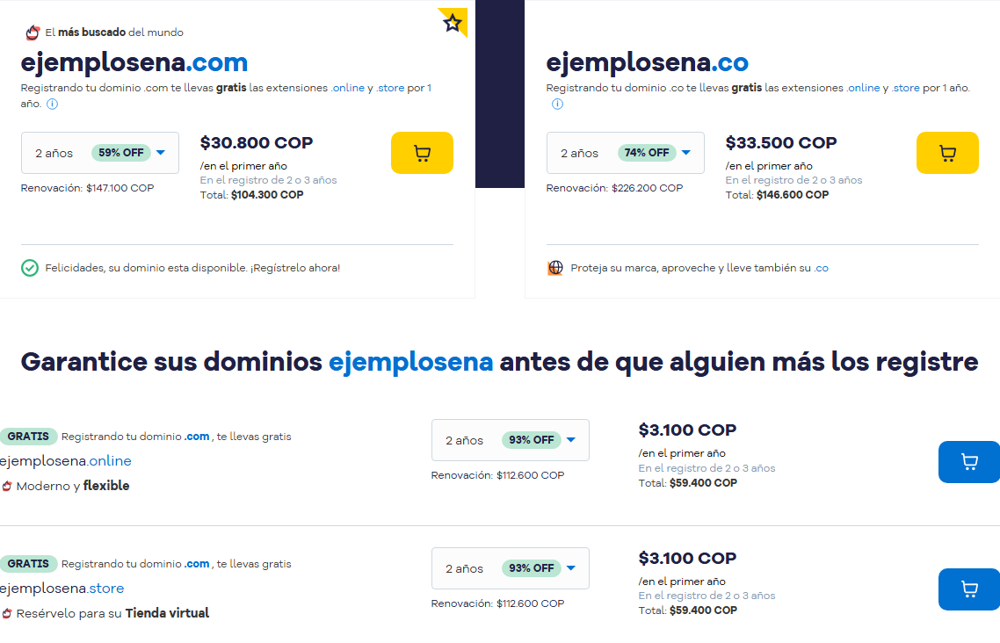 El más buscado del mundo
ejemplosena.com
Registrando tu dominio .com te llevas gratis las extensiones .online y .store por 1
año.
2 años 59% OFF
Renovación: $147.100 COP
$30.800 COP
/en el primer año
En el registro de 2 o 3 años
Total: $104.300 COP
Felicidades, su dominio esta disponible. ¡Regístrelo ahora!
ejemplosena.co
Registrando tu dominio .co te llevas gratis las extensiones .online y .store por 1 año.
2 años 74% OFF
Renovación: $226.200 COP
$33.500 COP
/en el primer año
En el registro de 2 o 3 años
Total: $146.600 COP
Proteja su marca, aproveche y lleve también su .co
Garantice sus dominios ejemplosena antes de que alguien más los registre
GRATIS Registrando tu dominio .com , te llevas gratis
ejemplosena.online
Moderno y flexible
2 años 93% OFF
Renovación: $112.600 COP
$3.100 COP
/en el primer año
En el registro de 2 o 3 años
Total: $59.400 COP
GRATIS Registrando tu dominio .com , te llevas gratis
ejemplosena.store
Resérvelo para su Tienda virtual
2 años 93% OFF
Renovación: $112.600 COP
$3.100 COP
/en el primer año
En el registro de 2 o 3 años
Total: $59.400 COP